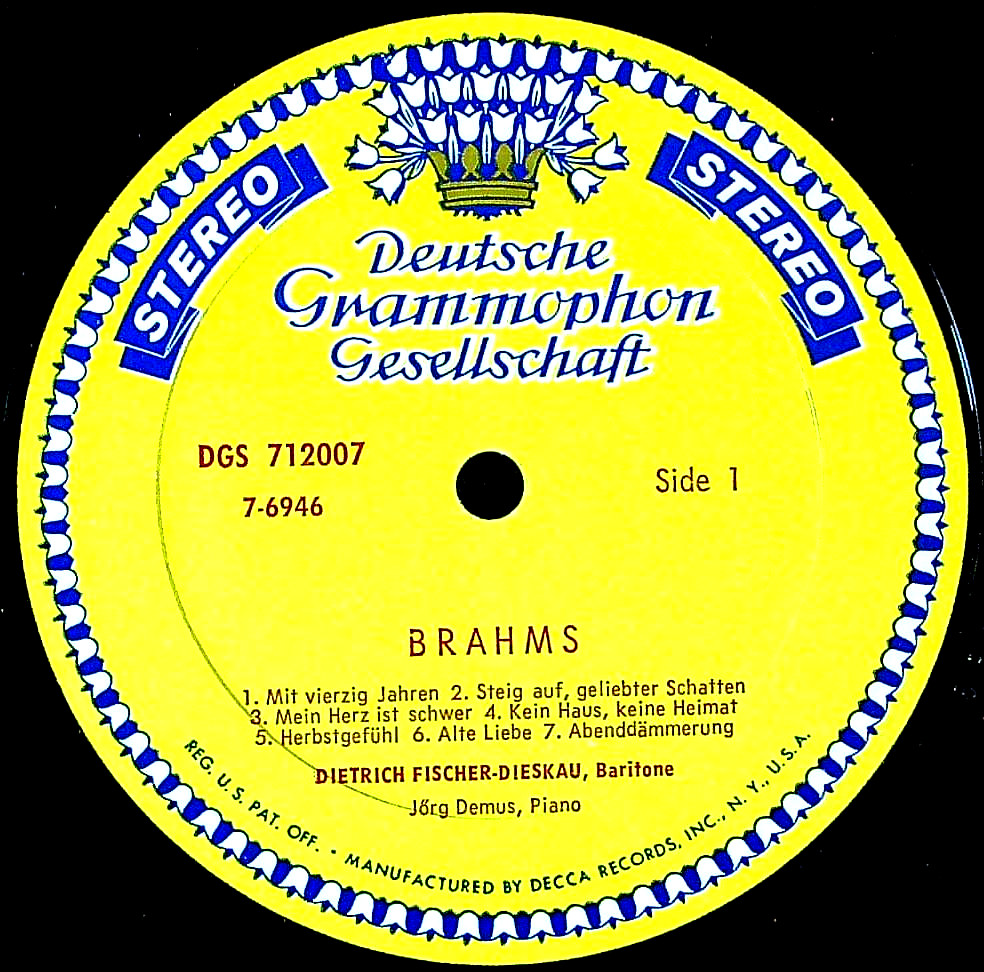 STEREO
STEREO
Deutsche
Grammophon
Gesellschaft
DGS 712007
7-6946
Side 1
BRAHMS
1. Mit vierzig Jahren 2. Steig auf, geliebter Schatten
3. Mein Herz ist schwer 4. Kein Haus, keine Heimat
5. Herbstgefühl 6. Alte Liebe 7. Abenddämmerung
DIETRICH FISCHER-DIESKAU, Baritone
Jörg Demus, Piano
REG. U. S. PAT. OFF. • MANUFACTURED BY DECCA RECORDS, INC., N. Y., U.S.A.